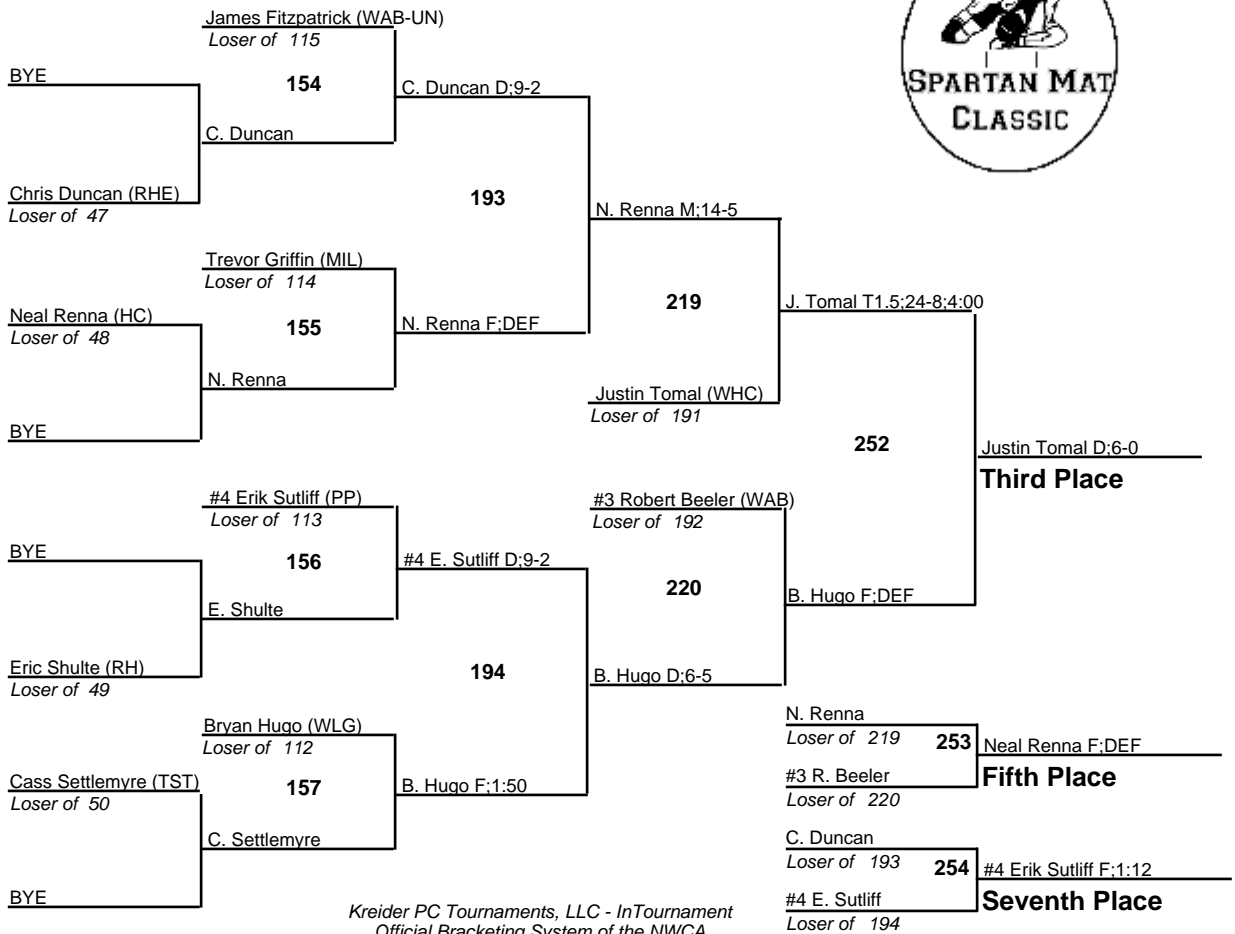 James Fitzpatrick (WAB-UN)
Loser of 115
BYE
154
C. Duncan D;9-2
C. Duncan
Chris Duncan (RHE)
Loser of 47
193
N. Renna M;14-5
Trevor Griffin (MIL)
Loser of 114
Neal Renna (HC)
Loser of 48
155
N. Renna F;DEF
N. Renna
BYE
219
J. Tomal T1.5;24-8;4:00
Justin Tomal (WHC)
Loser of 191
252
Justin Tomal D;6-0
Third Place
#4 Erik Sutliff (PP)
Loser of 113
BYE
156
#4 E. Sutliff D;9-2
E. Shulte
Eric Shulte (RH)
Loser of 49
194
#3 Robert Beeler (WAB)
Loser of 192
220
B. Hugo F;DEF
B. Hugo D;6-5
Bryan Hugo (WLG)
Loser of 112
Cass Settlemyre (TST)
Loser of 50
157
B. Hugo F;1:50
C. Settlemyre
BYE
N. Renna
Loser of 219
253
Neal Renna F;DEF
Fifth Place
#3 R. Beeler
Loser of 220
C. Duncan
Loser of 193
254
#4 Erik Sutliff F;1:12
Seventh Place
#4 E. Sutliff
Loser of 194
SPARTAN MAT
CLASSIC
Kreider PC Tournaments, LLC - InTournament
Official Bracketing System of the NWCA